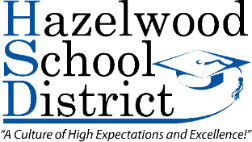 Hazelwood
School
District
"A Culture of High Expectations and Excellence!"